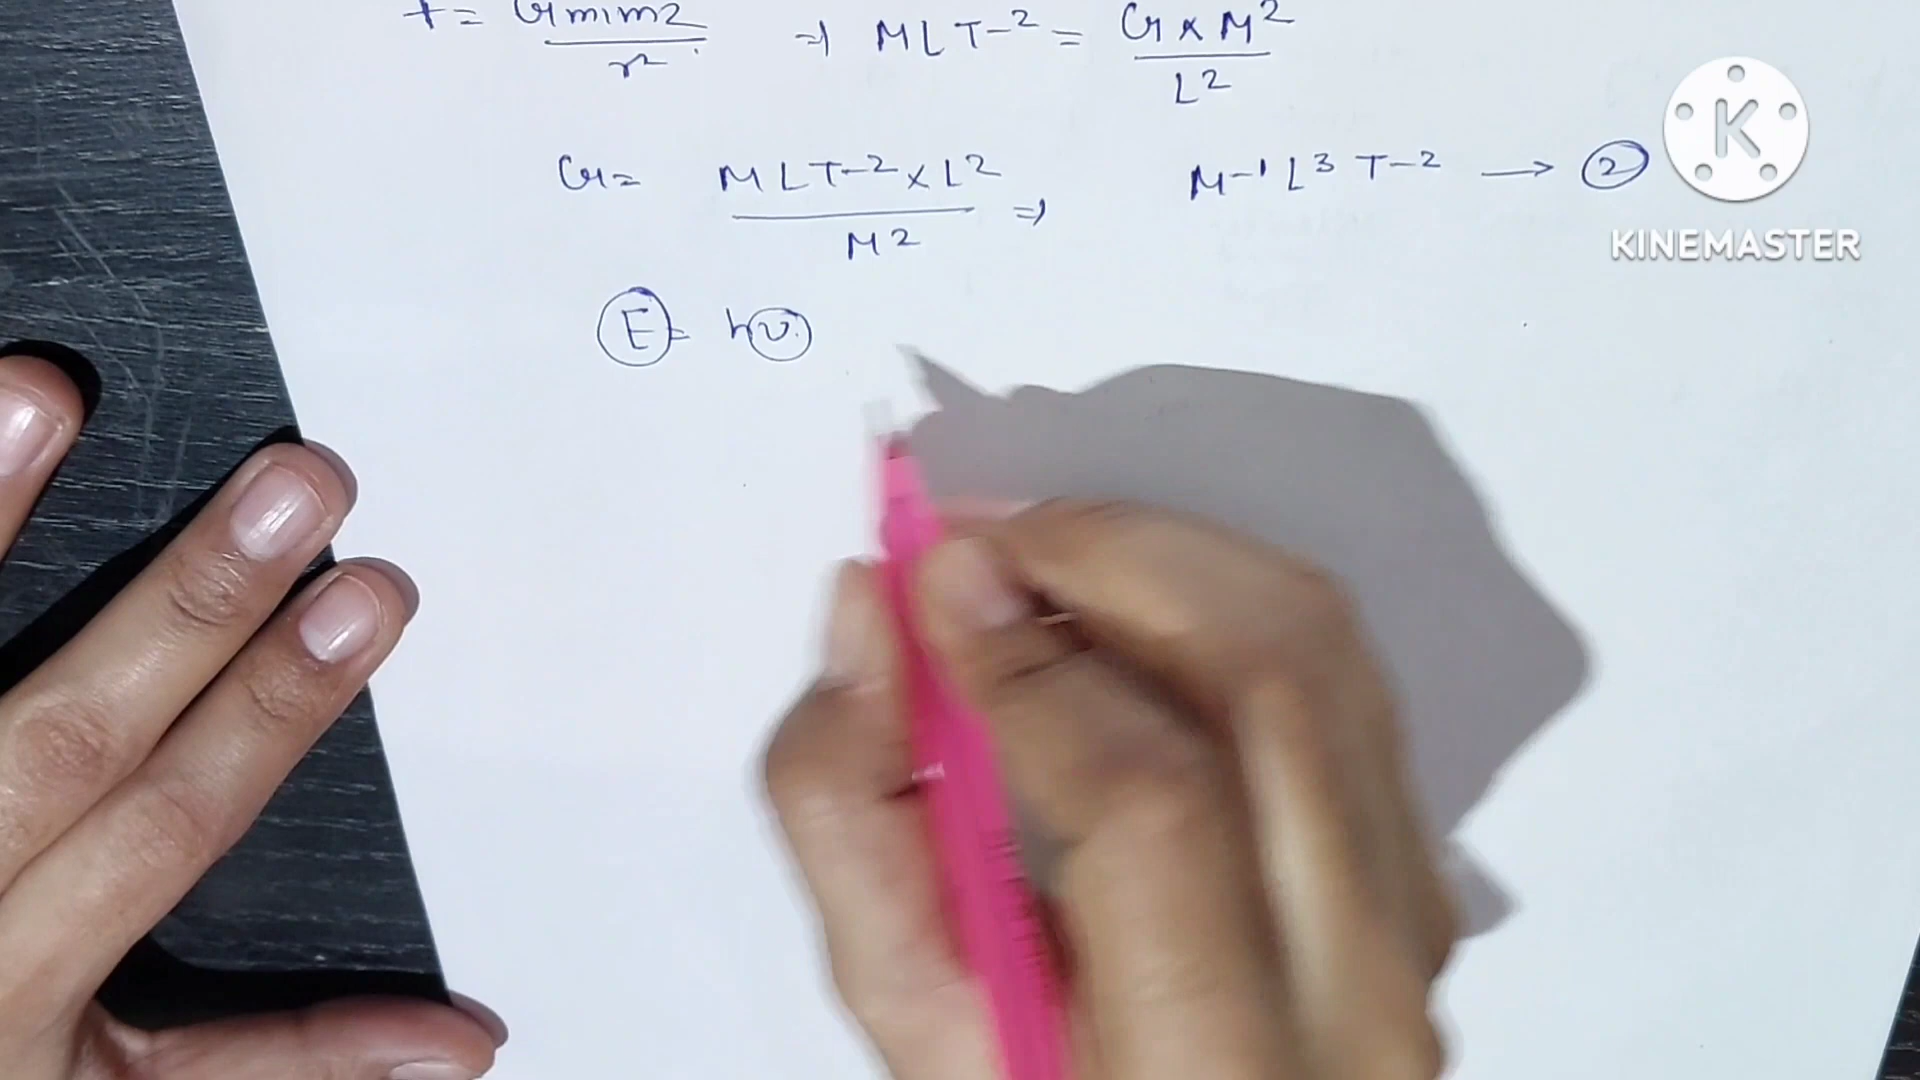 F = Gm1m2/r² ⇒ MLT-2 = G × M2/L2
G = MLT-2 × L2/M2 ⇒ M-1 L3 T-2 → 2
E = hν
K
KINEMASTER